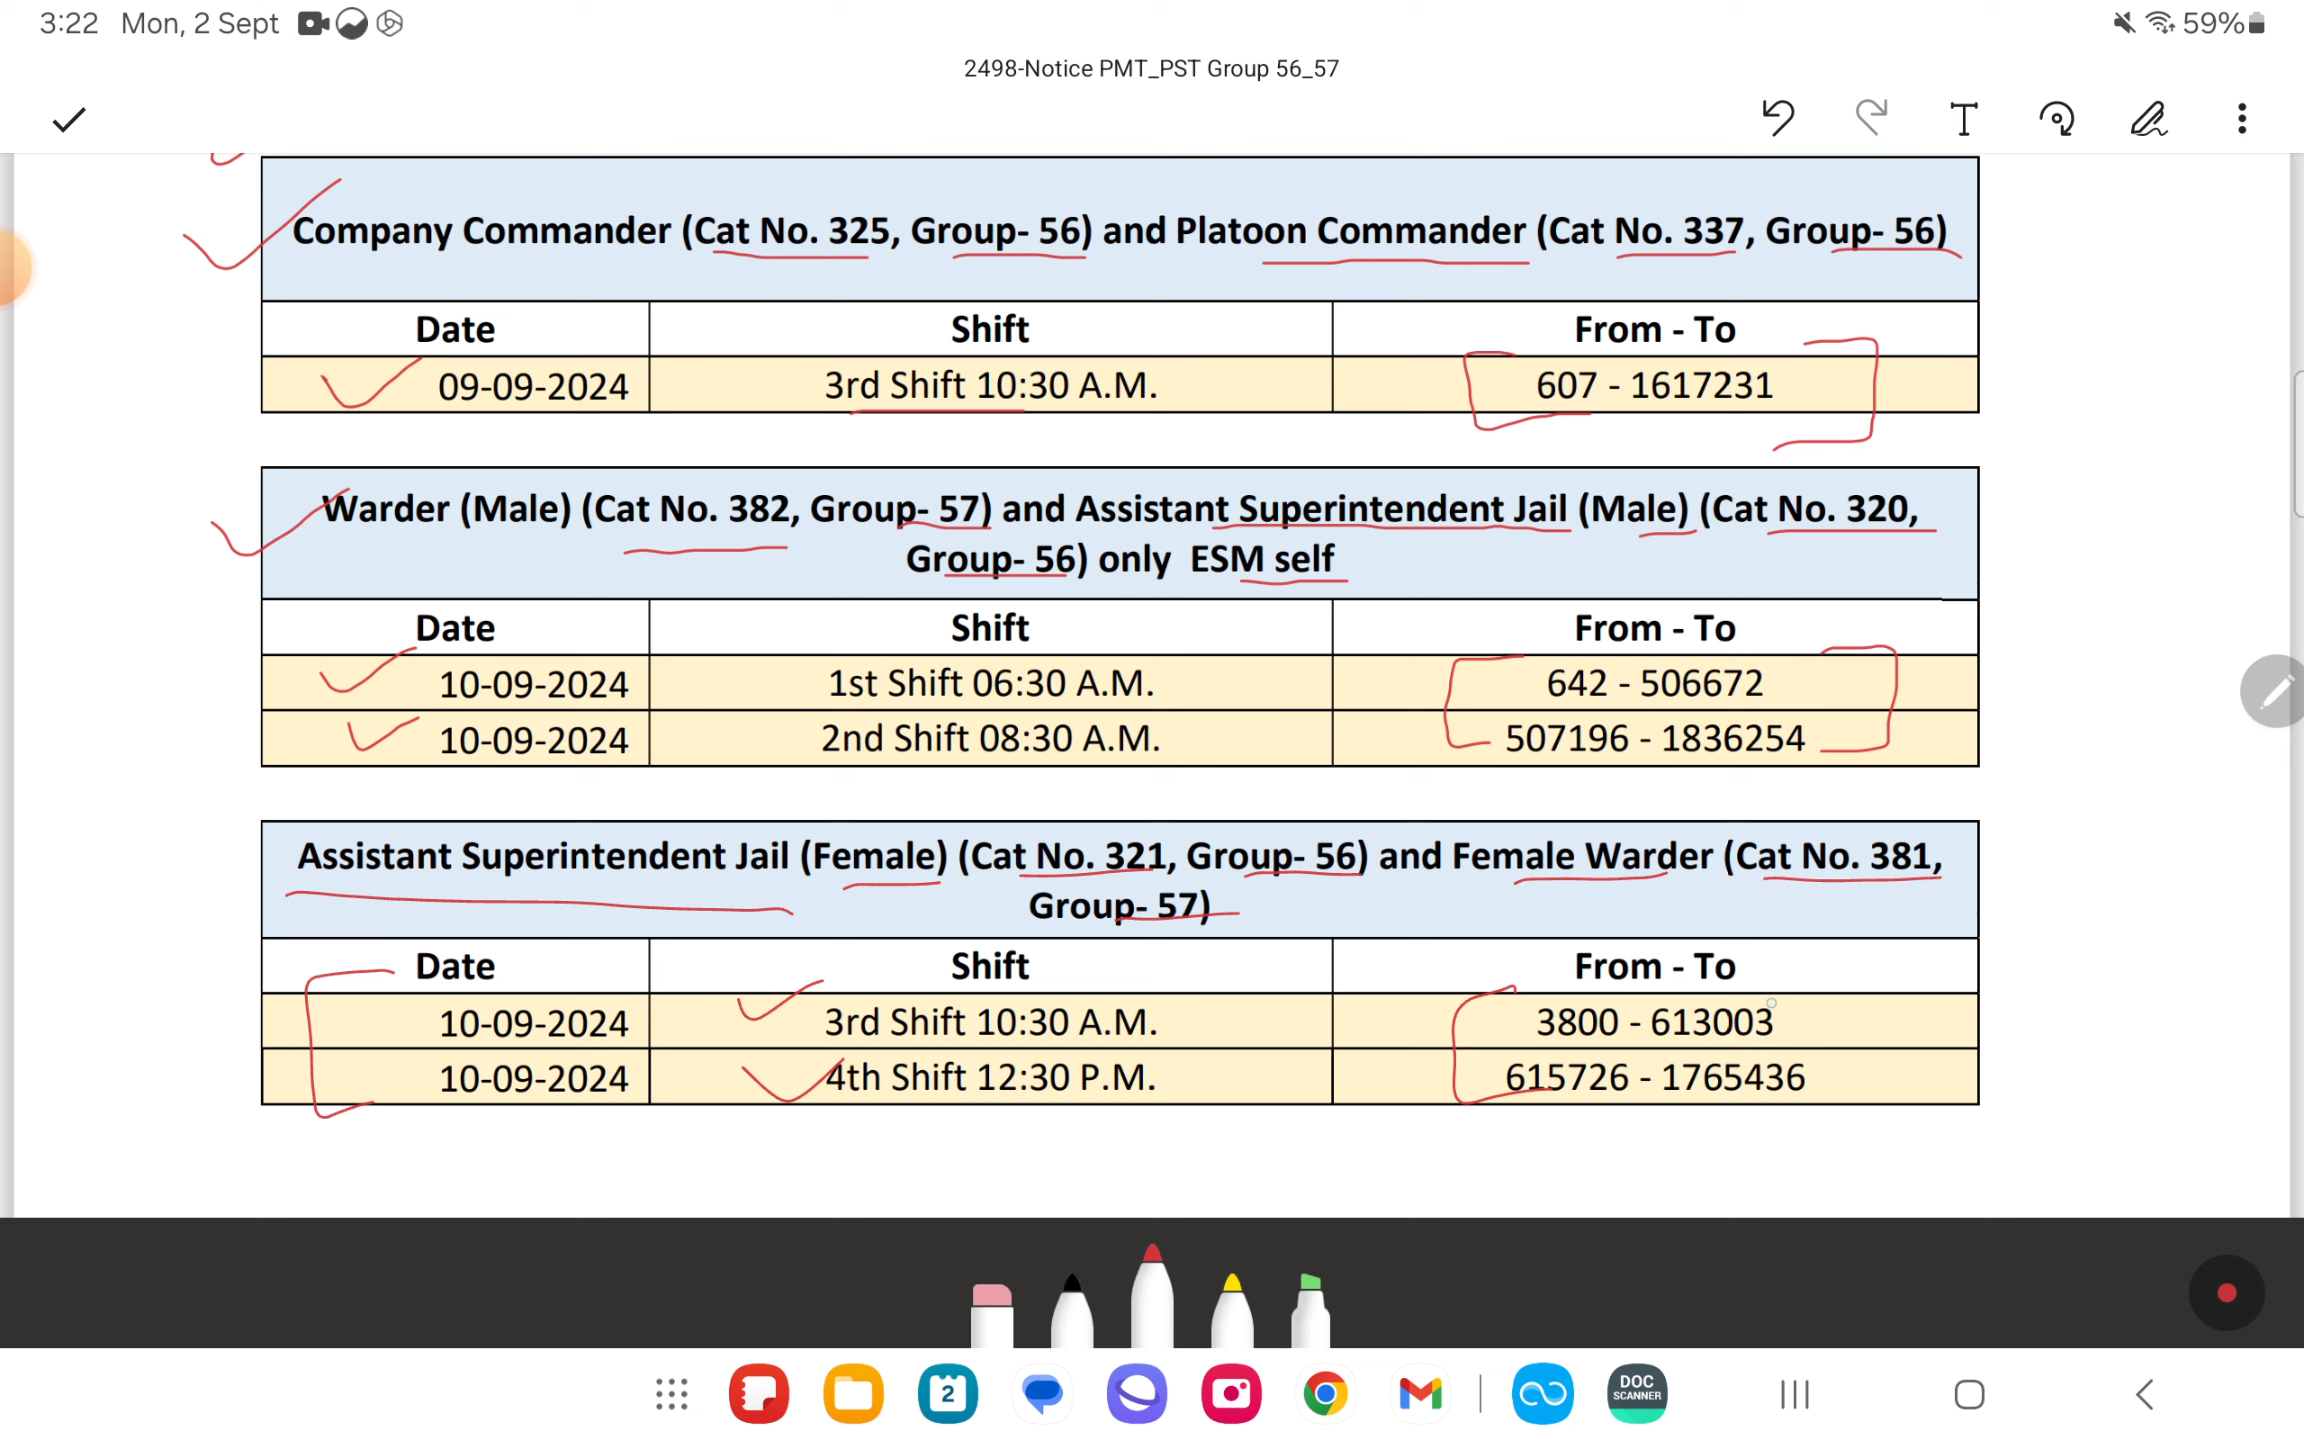 3:22 Mon, 2 Sept
59%
2498-Notice PMT_PST Group 56_57
T
Company Commander (Cat No. 325, Group- 56) and Platoon Commander (Cat No. 337, Group- 56)
Date Shift From - To
09-09-2024 3rd Shift 10:30 A.M. 607 - 1617231
Warder (Male) (Cat No. 382, Group- 57) and Assistant Superintendent Jail (Male) (Cat No. 320,
Group- 56) only ESM self
Date Shift From - To
10-09-2024 1st Shift 06:30 A.M. 642 - 506672
10-09-2024 2nd Shift 08:30 A.M. 507196 - 1836254
Assistant Superintendent Jail (Female) (Cat No. 321, Group- 56) and Female Warder (Cat No. 381,
Group- 57)
Date Shift From - To
10-09-2024 3rd Shift 10:30 A.M. 3800 - 613003
10-09-2024 4th Shift 12:30 P.M. 615726 - 1765436
2
DOC
SCANNER